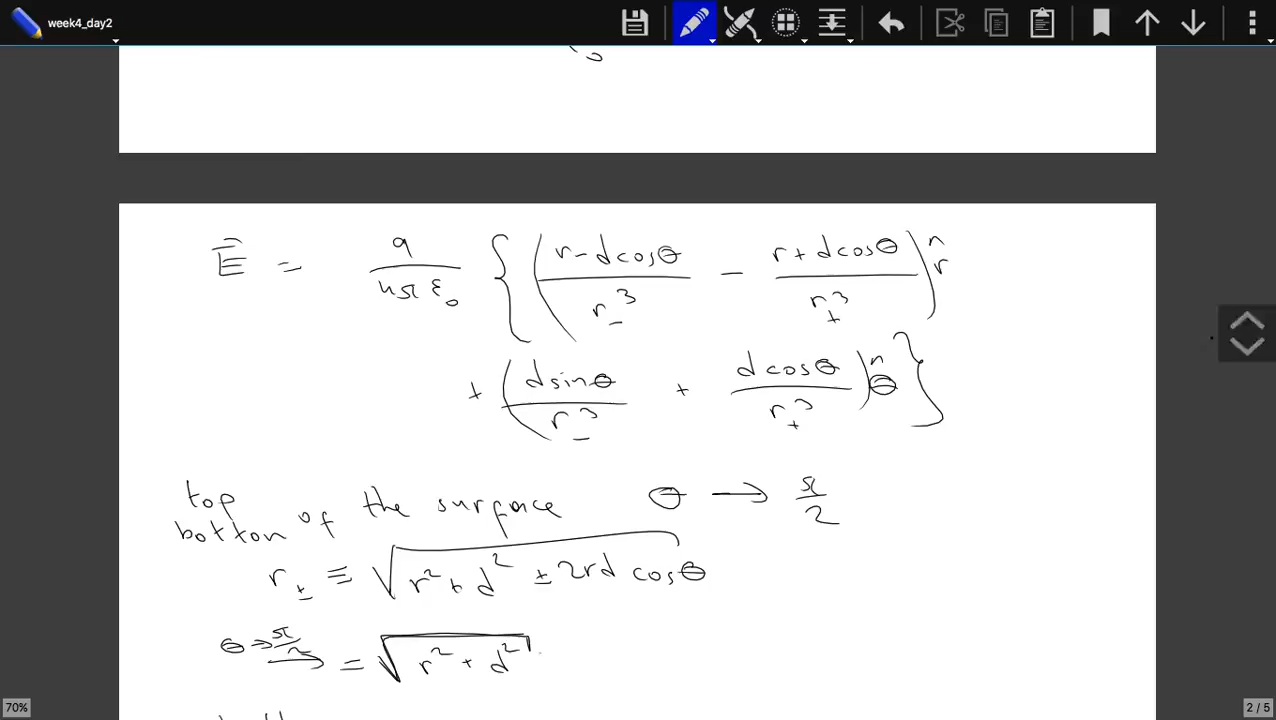 week4_day2
E⃗ = q/4πε₀ { ( (r - d cosθ)/r₋³ - (r + d cosθ)/r₊³ ) r̂
+ ( d sinθ/r₋³ + d cosθ/r₊³ ) θ̂ }
top
botton of the surface θ → π/2
r± ≡ √(r² + d² ± 2rd cosθ)
θ→π/2 = √(r² + d²)
70%
2 / 5